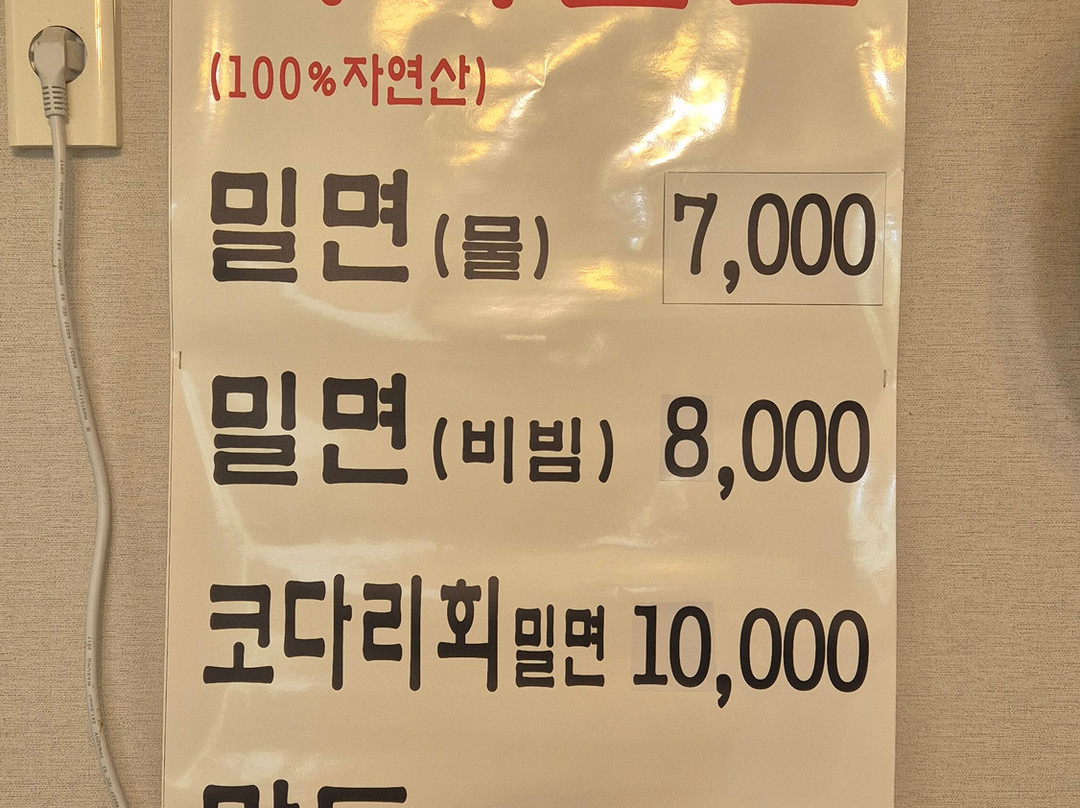 (100%자연산)
밀면(물) 7,000
밀면(비빔) 8,000
코다리회밀면 10,000